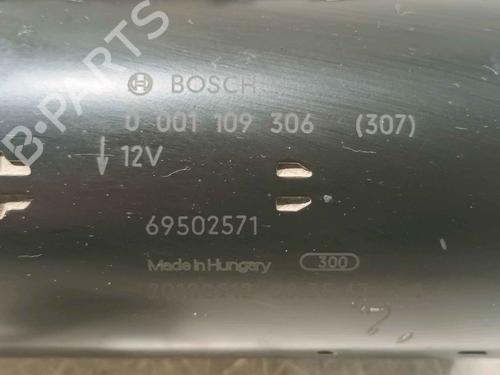 B-PARTS
BOSCH
0 001 109 306 (307)
12V
69502571
Made in Hungary 300